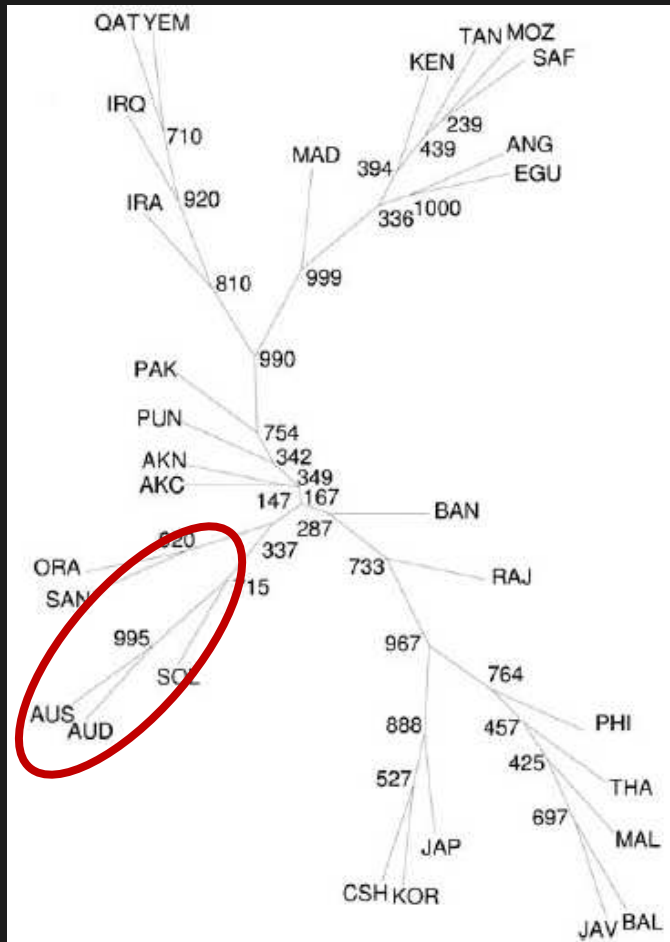 QAT YEM
TAN MOZ
SAF
KEN
IRQ
239
710
439
ANG
MAD
394
EGU
920
IRA
336
1000
810
999
990
PAK
PUN
754
342
AKN
349
AKC
147
167
BAN
287
337
733
ORA
RAJ
SAN
995
967
764
SOL
AUS
AUD
888
457
PHI
425
527
THA
697
MAL
JAP
CSH KOR
JAV BAL